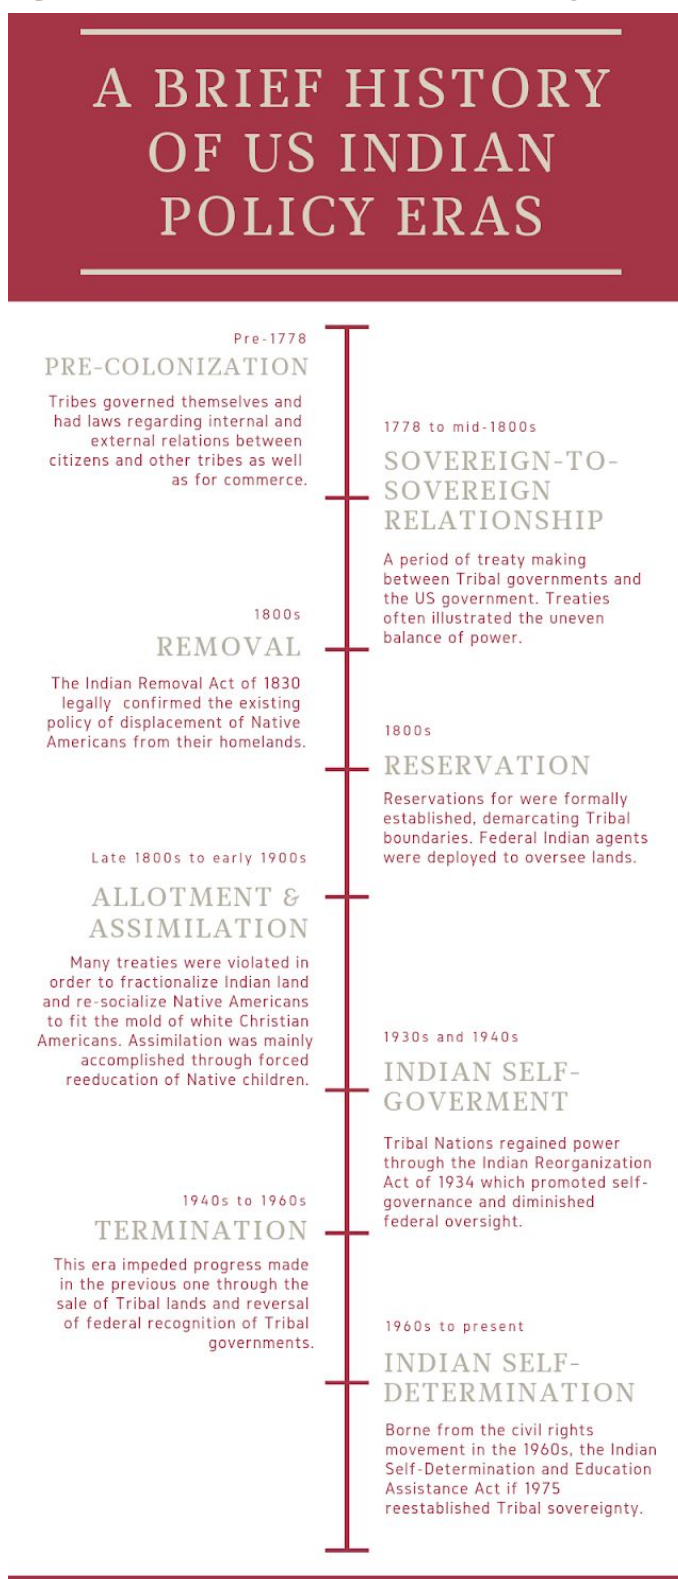 A BRIEF HISTORY
OF US INDIAN
POLICY ERAS
Pre-1778
PRE-COLONIZATION
Tribes governed themselves and
had laws regarding internal and
external relations between
citizens and other tribes as well
as for commerce.
1778 to mid-1800s
SOVEREIGN-TO-
SOVEREIGN
RELATIONSHIP
A period of treaty making
between Tribal governments and
the US government. Treaties
often illustrated the uneven
balance of power.
1800s
REMOVAL
The Indian Removal Act of 1830
legally confirmed the existing
policy of displacement of Native
Americans from their homelands.
1800s
RESERVATION
Reservations for were formally
established, demarcating Tribal
boundaries. Federal Indian agents
were deployed to oversee lands.
Late 1800s to early 1900s
ALLOTMENT &
ASSIMILATION
Many treaties were violated in
order to fractionalize Indian land
and re-socialize Native Americans
to fit the mold of white Christian
Americans. Assimilation was mainly
accomplished through forced
reeducation of Native children.
1930s and 1940s
INDIAN SELF-
GOVERMENT
Tribal Nations regained power
through the Indian Reorganization
Act of 1934 which promoted self-
governance and diminished
federal oversight.
1940s to 1960s
TERMINATION
This era impeded progress made
in the previous one through the
sale of Tribal lands and reversal
of federal recognition of Tribal
governments.
1960s to present
INDIAN SELF-
DETERMINATION
Borne from the civil rights
movement in the 1960s, the Indian
Self-Determination and Education
Assistance Act if 1975
reestablished Tribal sovereignty.